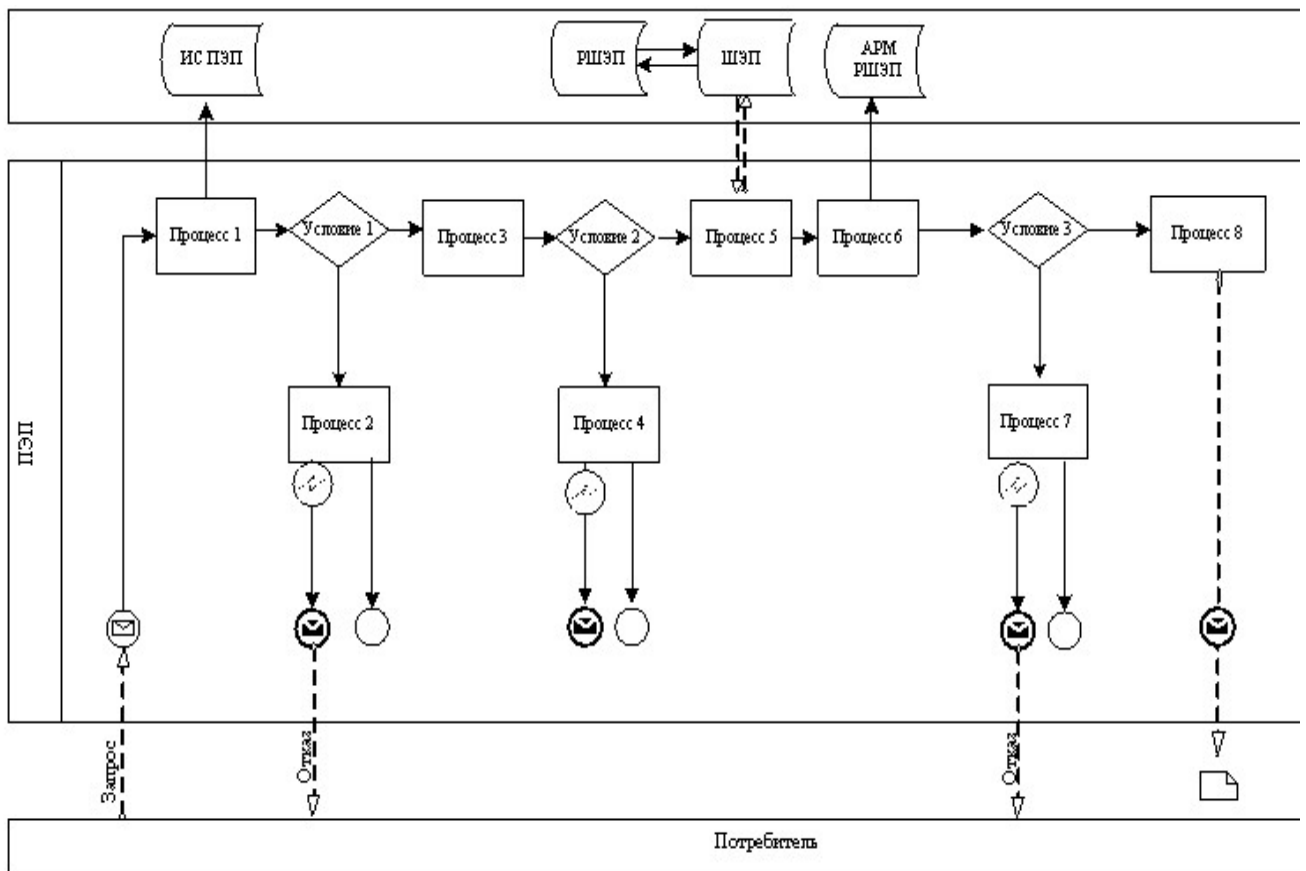 ИС ПЭП
РШЭП
ШЭП
АРМ
РШЭП
ПЭП
Процесс 1
Условие 1
Процесс 3
Условие 2
Процесс 5
Процесс 6
Условие 3
Процесс 8
Процесс 2
Процесс 4
Процесс 7
Запрос
Отказ
Отказ
Потребитель